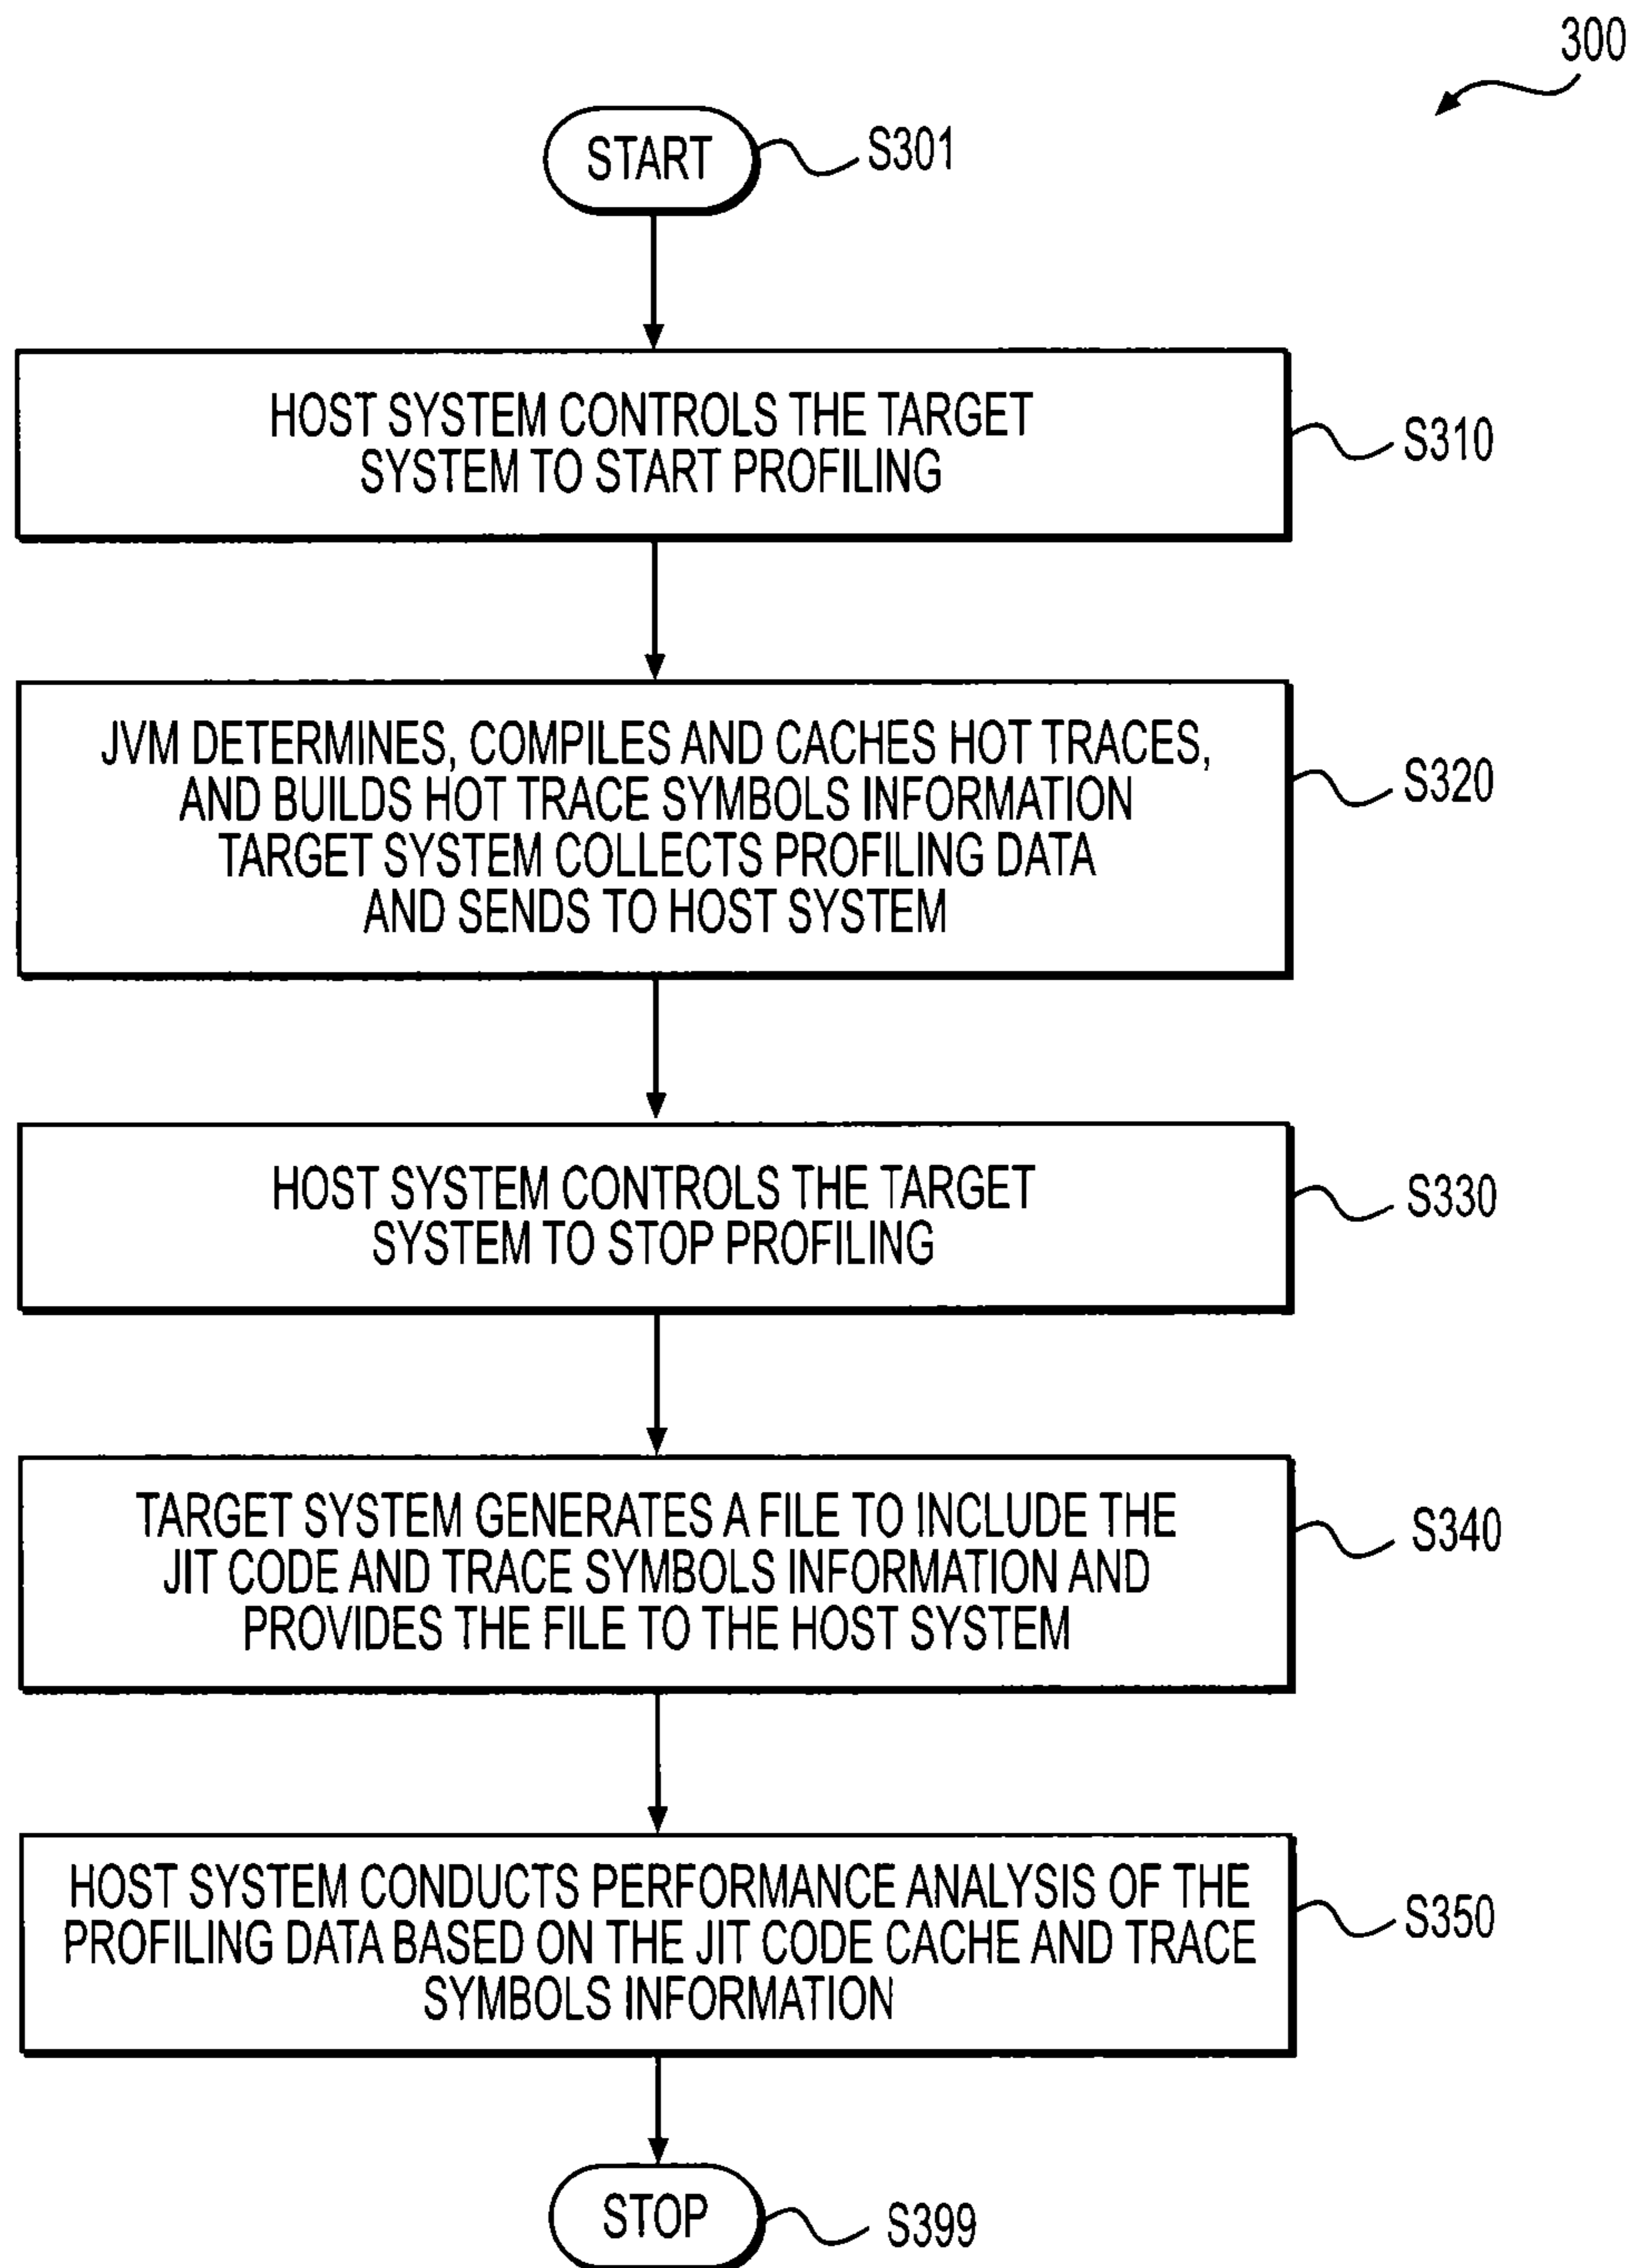 300
START
S301
HOST SYSTEM CONTROLS THE TARGET
SYSTEM TO START PROFILING
S310
JVM DETERMINES, COMPILES AND CACHES HOT TRACES,
AND BUILDS HOT TRACE SYMBOLS INFORMATION
TARGET SYSTEM COLLECTS PROFILING DATA
AND SENDS TO HOST SYSTEM
S320
HOST SYSTEM CONTROLS THE TARGET
SYSTEM TO STOP PROFILING
S330
TARGET SYSTEM GENERATES A FILE TO INCLUDE THE
JIT CODE AND TRACE SYMBOLS INFORMATION AND
PROVIDES THE FILE TO THE HOST SYSTEM
S340
HOST SYSTEM CONDUCTS PERFORMANCE ANALYSIS OF THE
PROFILING DATA BASED ON THE JIT CODE CACHE AND TRACE
SYMBOLS INFORMATION
S350
STOP
S399